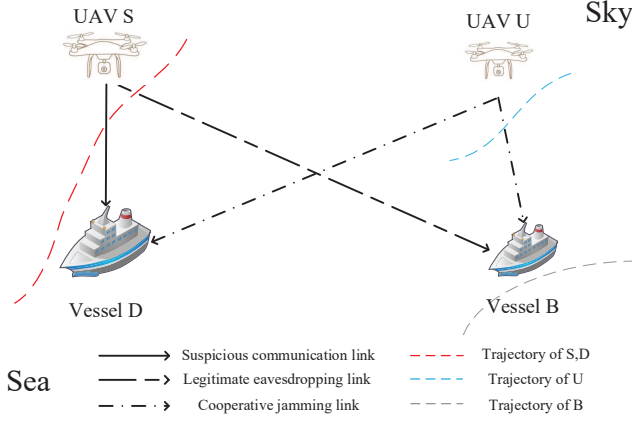 UAV S
UAV U
Sky
Vessel D
Vessel B
Sea
Suspicious communication link
Legitimate eavesdropping link
Cooperative jamming link
Trajectory of S,D
Trajectory of U
Trajectory of B